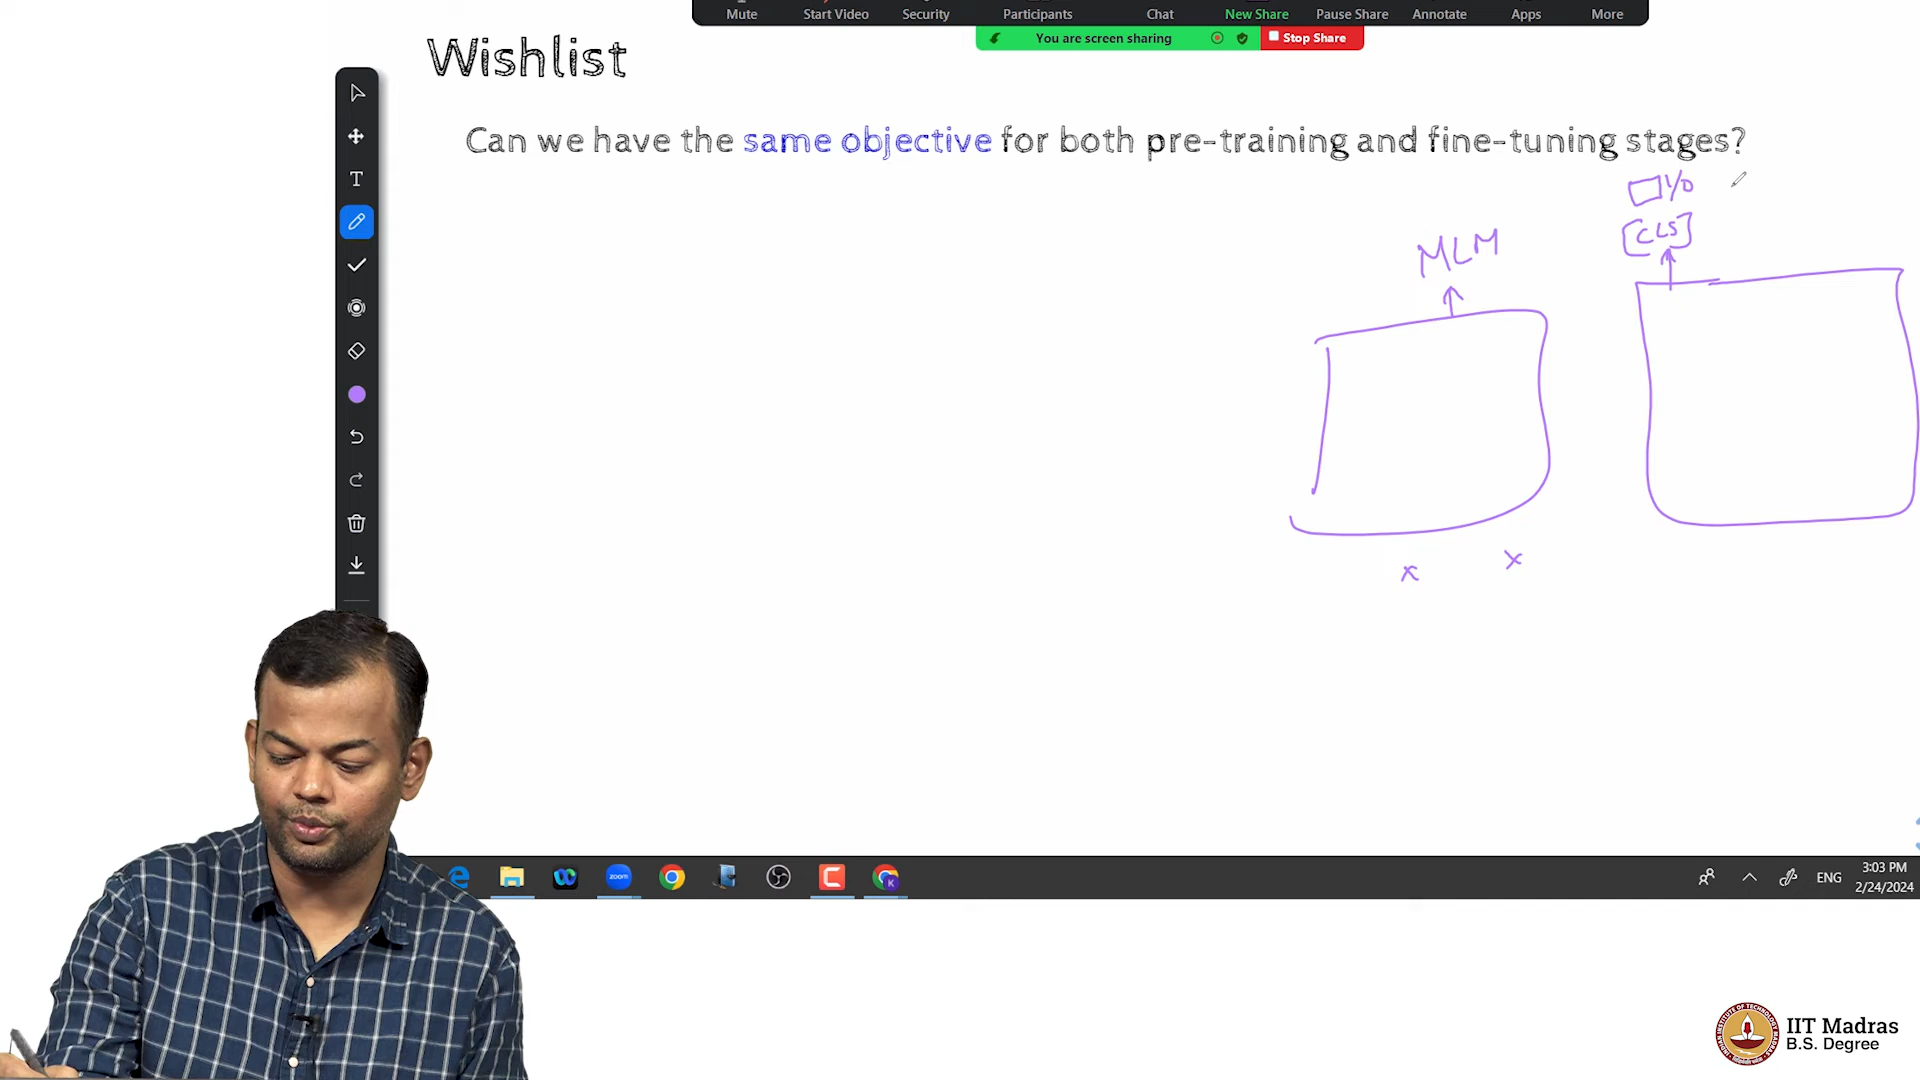 Mute Start Video Security Participants Chat New Share Pause Share Annotate Apps More
You are screen sharing Stop Share
Wishlist
Can we have the same objective for both pre-training and fine-tuning stages?
1/0
[CLS]
MLM
x x
T
zoom
K
ENG
3:03 PM
2/24/2024
IIT Madras
B.S. Degree